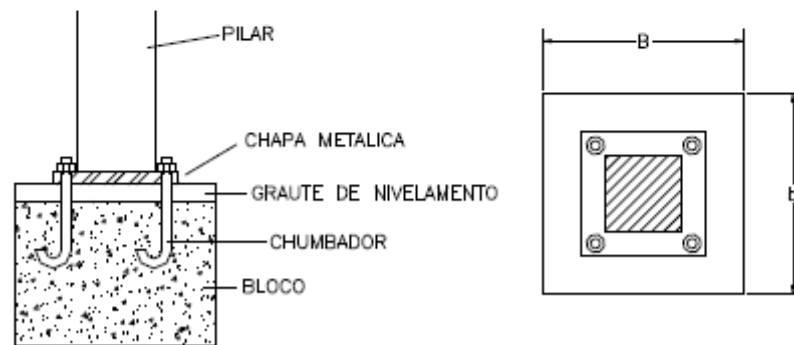 PILAR
CHAPA METALICA
GRAUTE DE NIVELAMENTO
CHUMBADOR
BLOCO
B